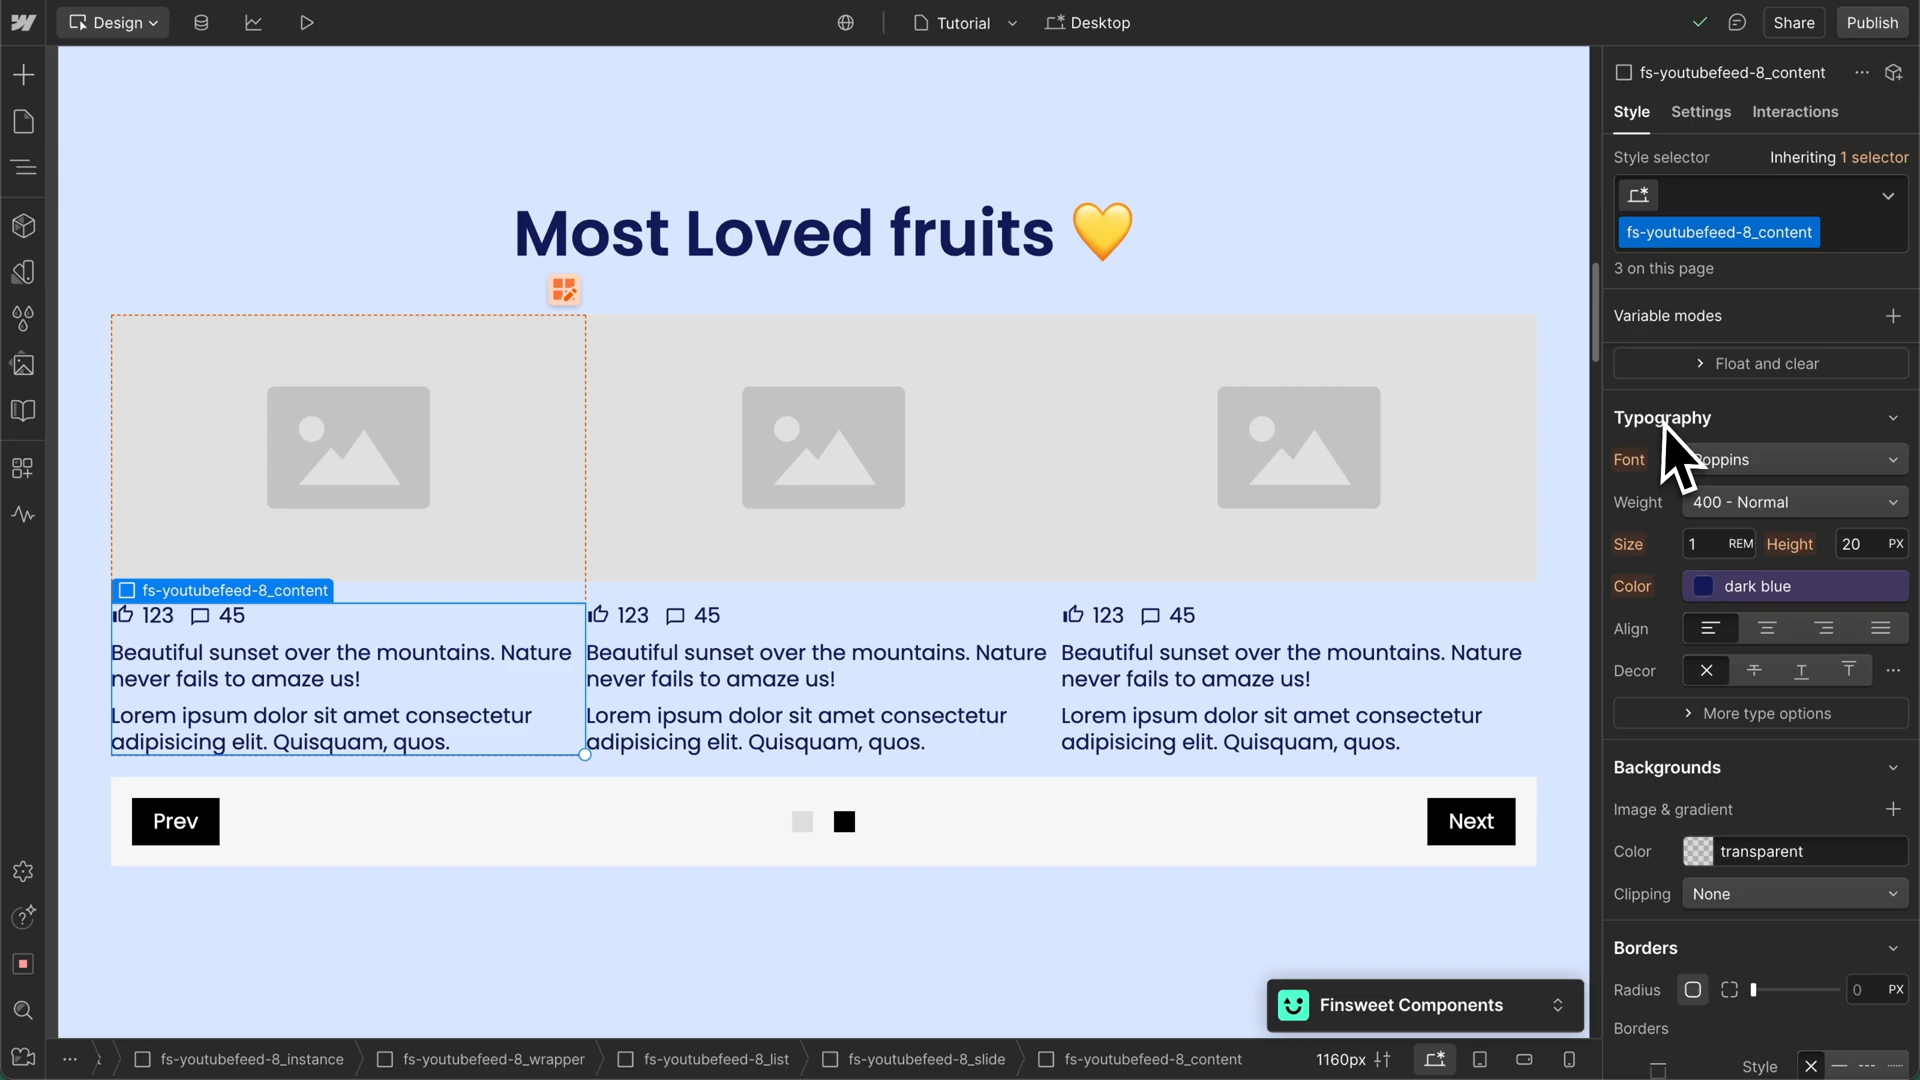 Design
Tutorial
Desktop
Share
Publish
Most Loved fruits 💛
fs-youtubefeed-8_content
123 45
Beautiful sunset over the mountains. Nature
never fails to amaze us!
Lorem ipsum dolor sit amet consectetur
adipisicing elit. Quisquam, quos.
123 45
Beautiful sunset over the mountains. Nature
never fails to amaze us!
Lorem ipsum dolor sit amet consectetur
adipisicing elit. Quisquam, quos.
123 45
Beautiful sunset over the mountains. Nature
never fails to amaze us!
Lorem ipsum dolor sit amet consectetur
adipisicing elit. Quisquam, quos.
Prev
Next
Finsweet Components
fs-youtubefeed-8_instance
fs-youtubefeed-8_wrapper
fs-youtubefeed-8_list
fs-youtubefeed-8_slide
fs-youtubefeed-8_content
1160px
fs-youtubefeed-8_content
Style Settings Interactions
Style selector Inheriting 1 selector
fs-youtubefeed-8_content
3 on this page
Variable modes
Float and clear
Typography
Font Poppins
Weight 400 - Normal
Size 1 REM Height 20 PX
Color dark blue
Align
Decor
More type options
Backgrounds
Image & gradient
Color transparent
Clipping None
Borders
Radius 0 PX
Borders
Style